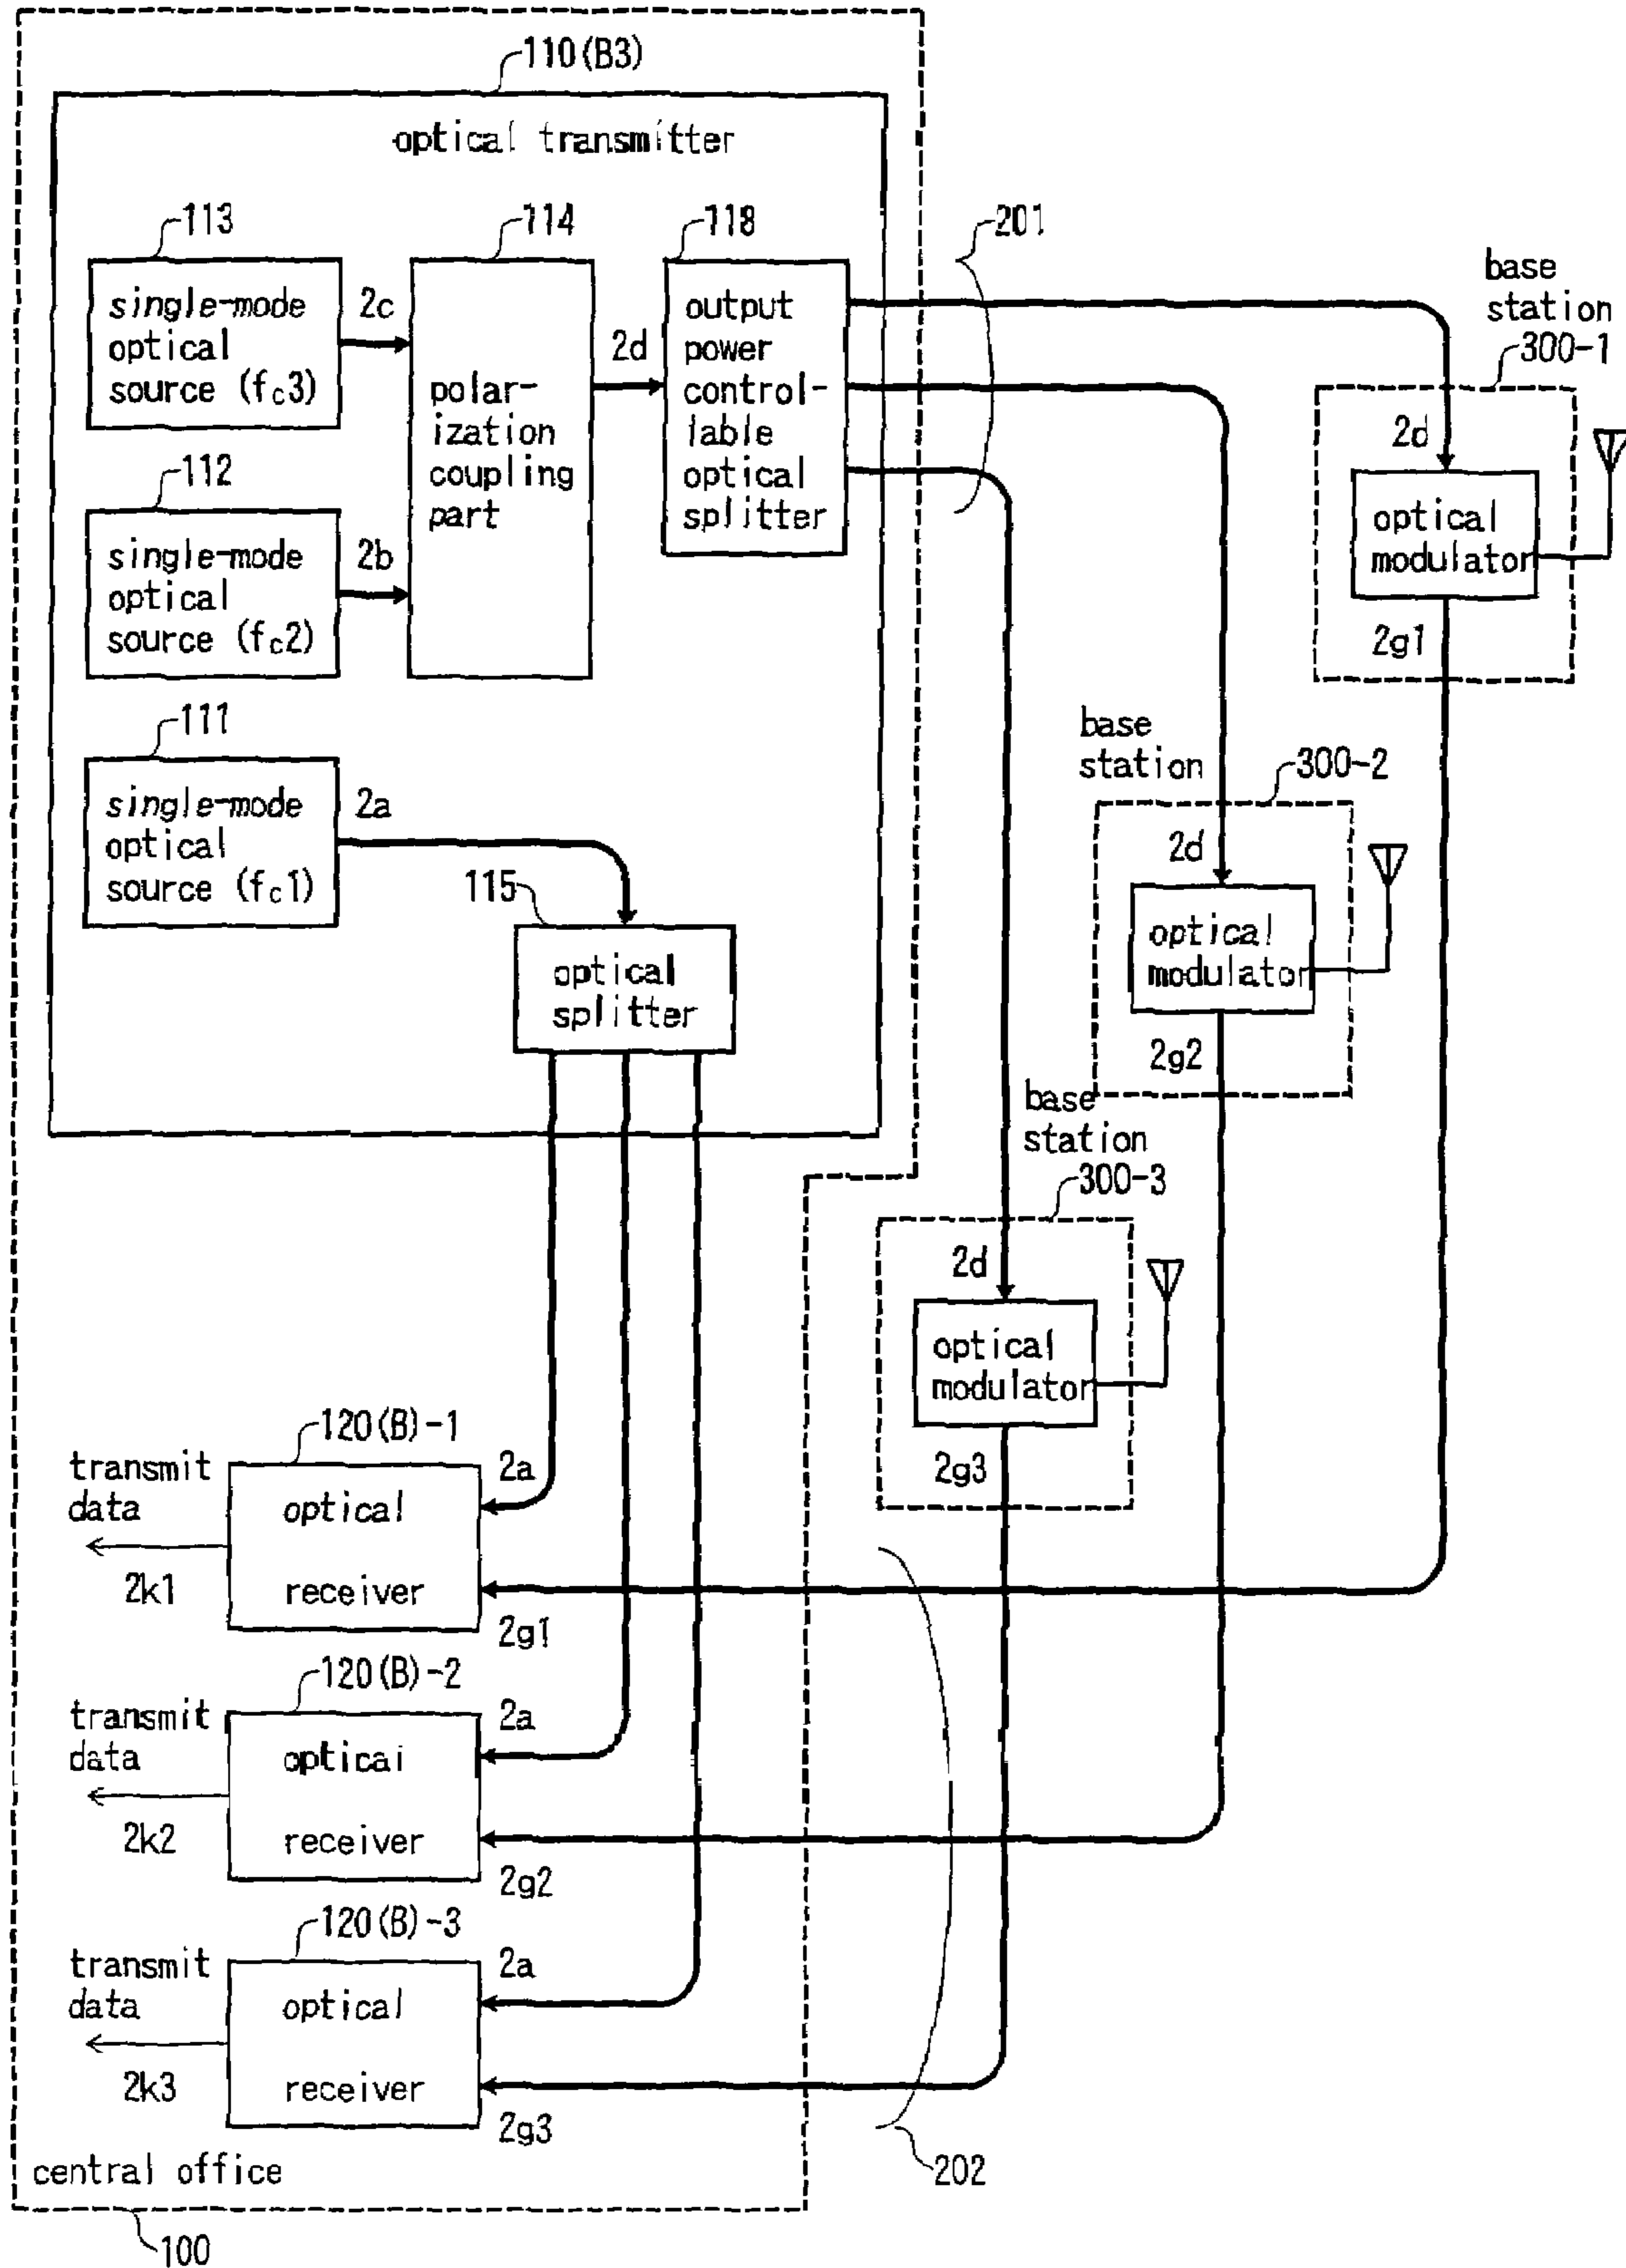 110(B3)
optical transmitter
113
single-mode
optical
source (fc3)
2c
114
polar-
ization
coupling
part
2d
118
output
power
control-
lable
optical
splitter
201
base
station
300-1
2d
optical
modulator
2g1
112
single-mode
optical
source (fc2)
2b
111
single-mode
optical
source (fc1)
2a
115
optical
splitter
base
station
300-2
2d
optical
modulator
2g2
base
station
300-3
2d
optical
modulator
2g3
120(B)-1
transmit
data
2k1
optical
receiver
2a
2g1
120(B)-2
transmit
data
2k2
optical
receiver
2a
2g2
120(B)-3
transmit
data
2k3
optical
receiver
2a
2g3
202
central office
100